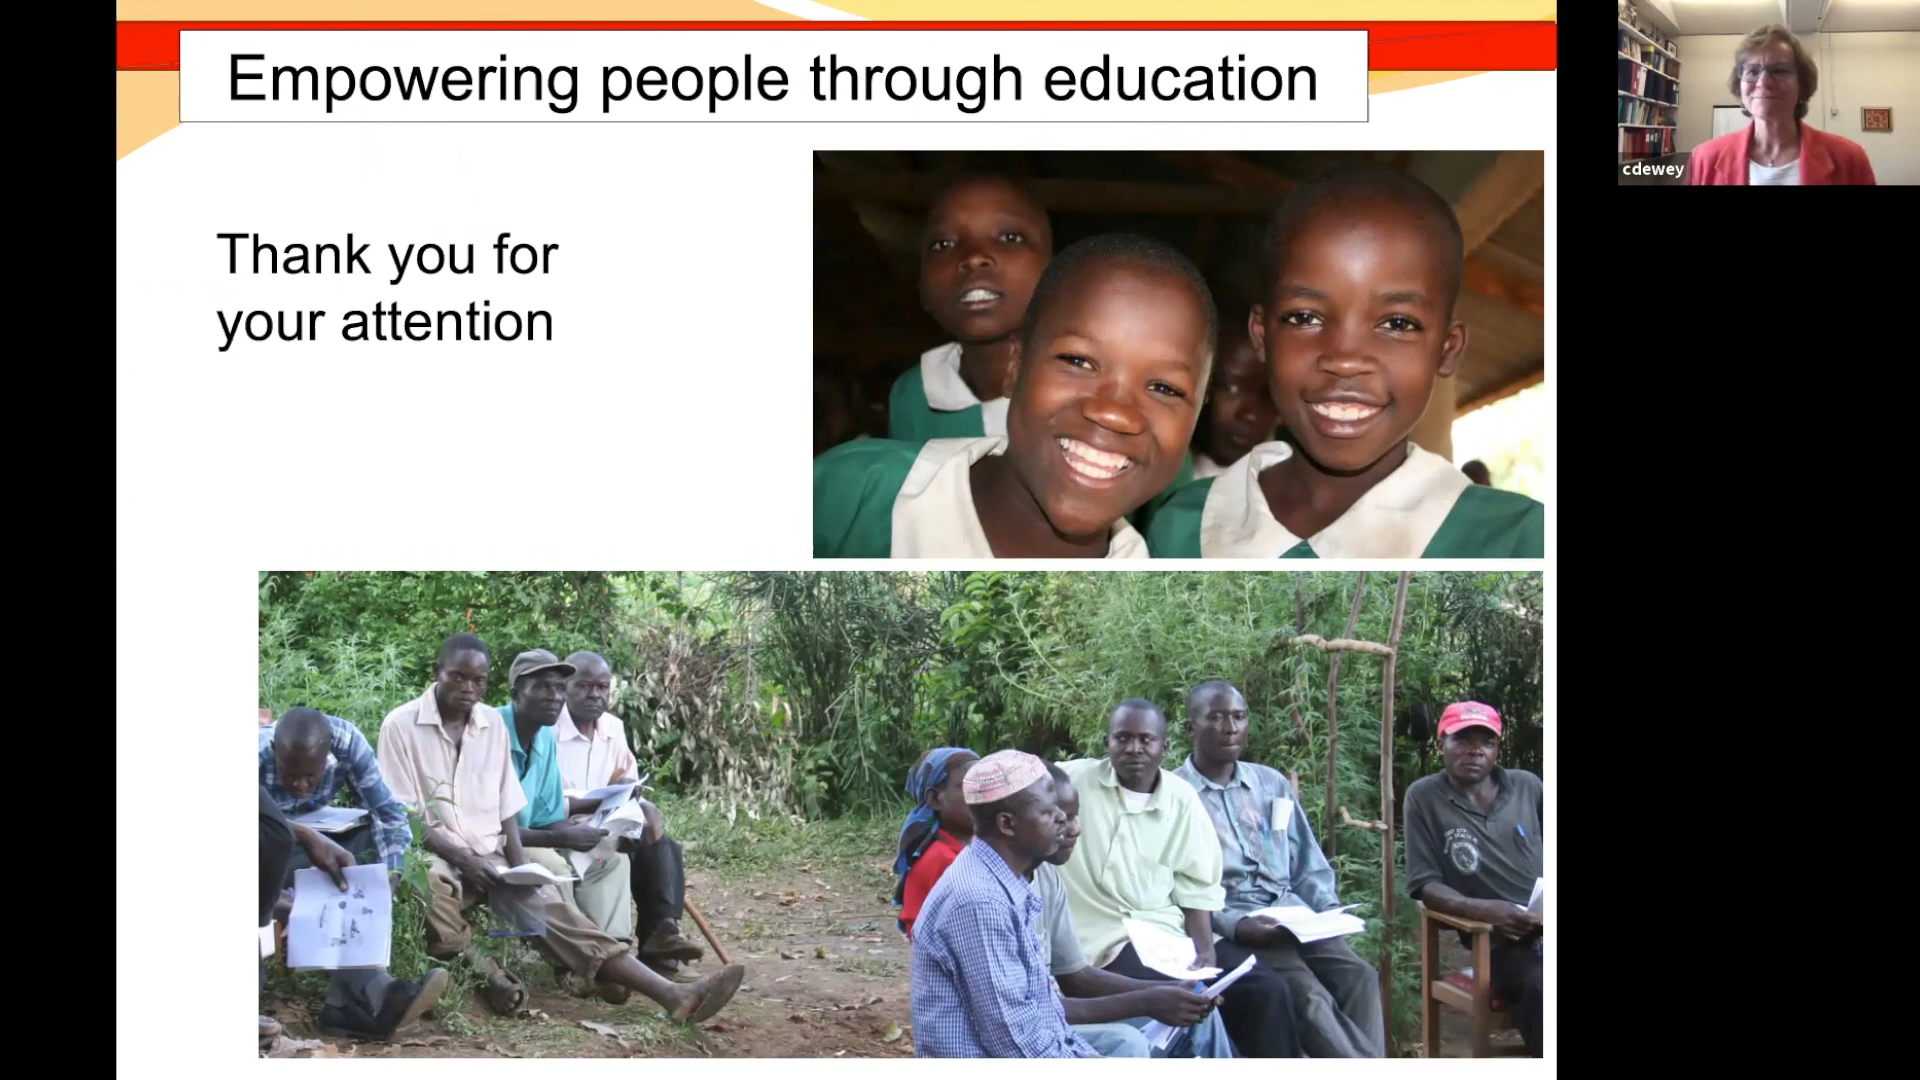 Empowering people through education
Thank you for
your attention
cdewey